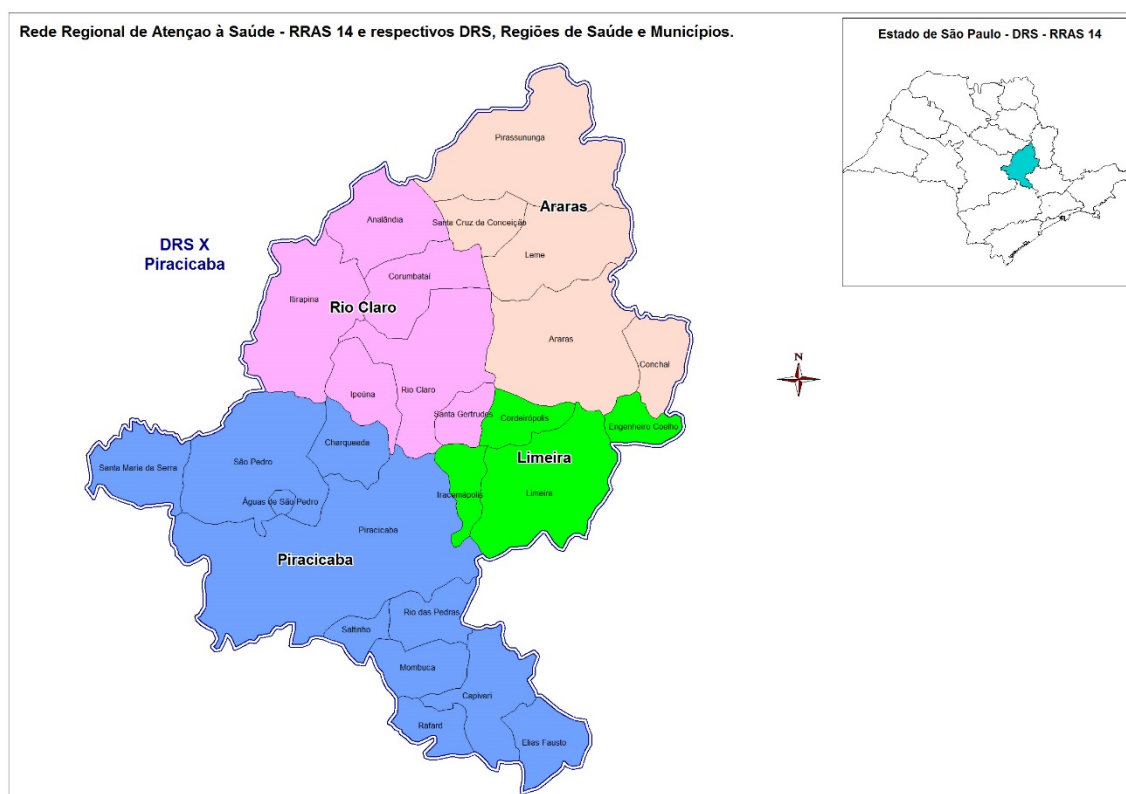 Rede Regional de Atençao à Saúde - RRAS 14 e respectivos DRS, Regiões de Saúde e Municípios.
Estado de São Paulo - DRS - RRAS 14
Pirassununga
Araras
Santa Cruz da Conceição
Analândia
Leme
DRS X
Piracicaba
Corumbataí
Itirapina
Rio Claro
Araras
Conchal
N
Ipeúna
Rio Claro
Santa Gertrudes
Cordeirópolis
Engenheiro Coelho
Charqueada
Limeira
São Pedro
Santa Maria da Serra
Iracemápolis
Limeira
Águas de São Pedro
Piracicaba
Piracicaba
Rio das Pedras
Saltinho
Mombuca
Capivari
Rafard
Elias Fausto